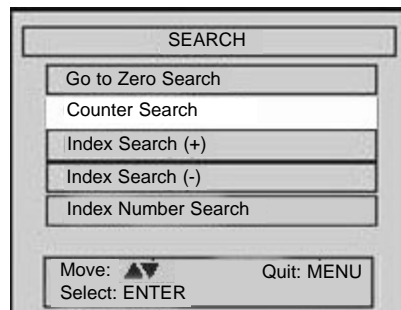 SEARCH
Go to Zero Search
Counter Search
Index Search (+)
Index Search (-)
Index Number Search
Move: ▲▼ Quit: MENU
Select: ENTER